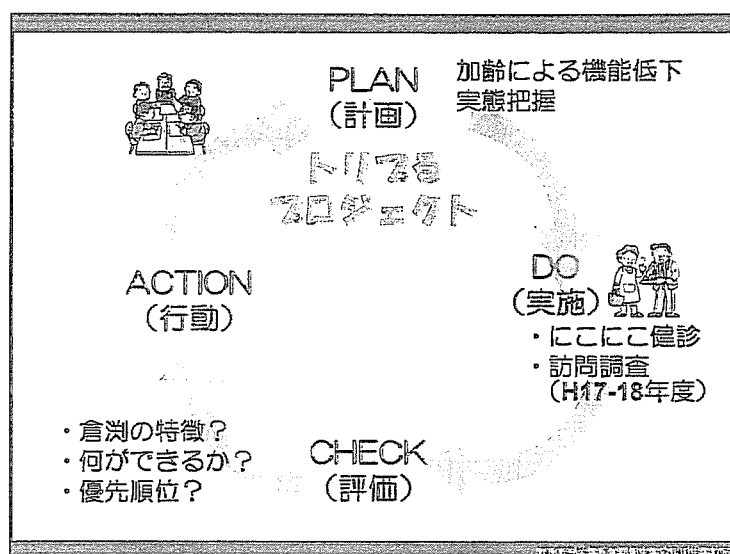 PLAN
(計画)
加齢による機能低下
実態把握
トリプる
プロジェクト
DO
(実施)
・にこにこ健診
・訪問調査
(H17-18年度)
ACTION
(行動)
・倉渕の特徴?
・何ができるか?
・優先順位?
CHECK
(評価)